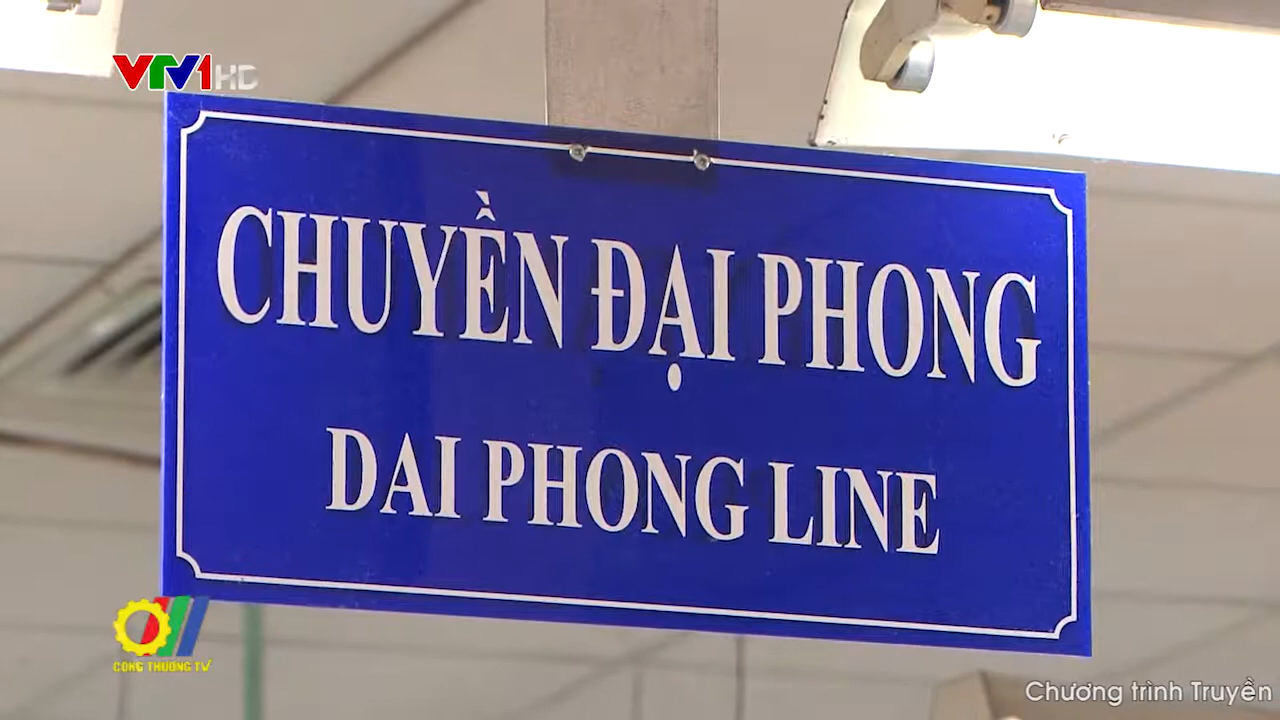 VTV1 HD
CHUYỀN ĐẠI PHONG
DAI PHONG LINE
CÔNG THƯƠNG TV
Chương trình Truyền